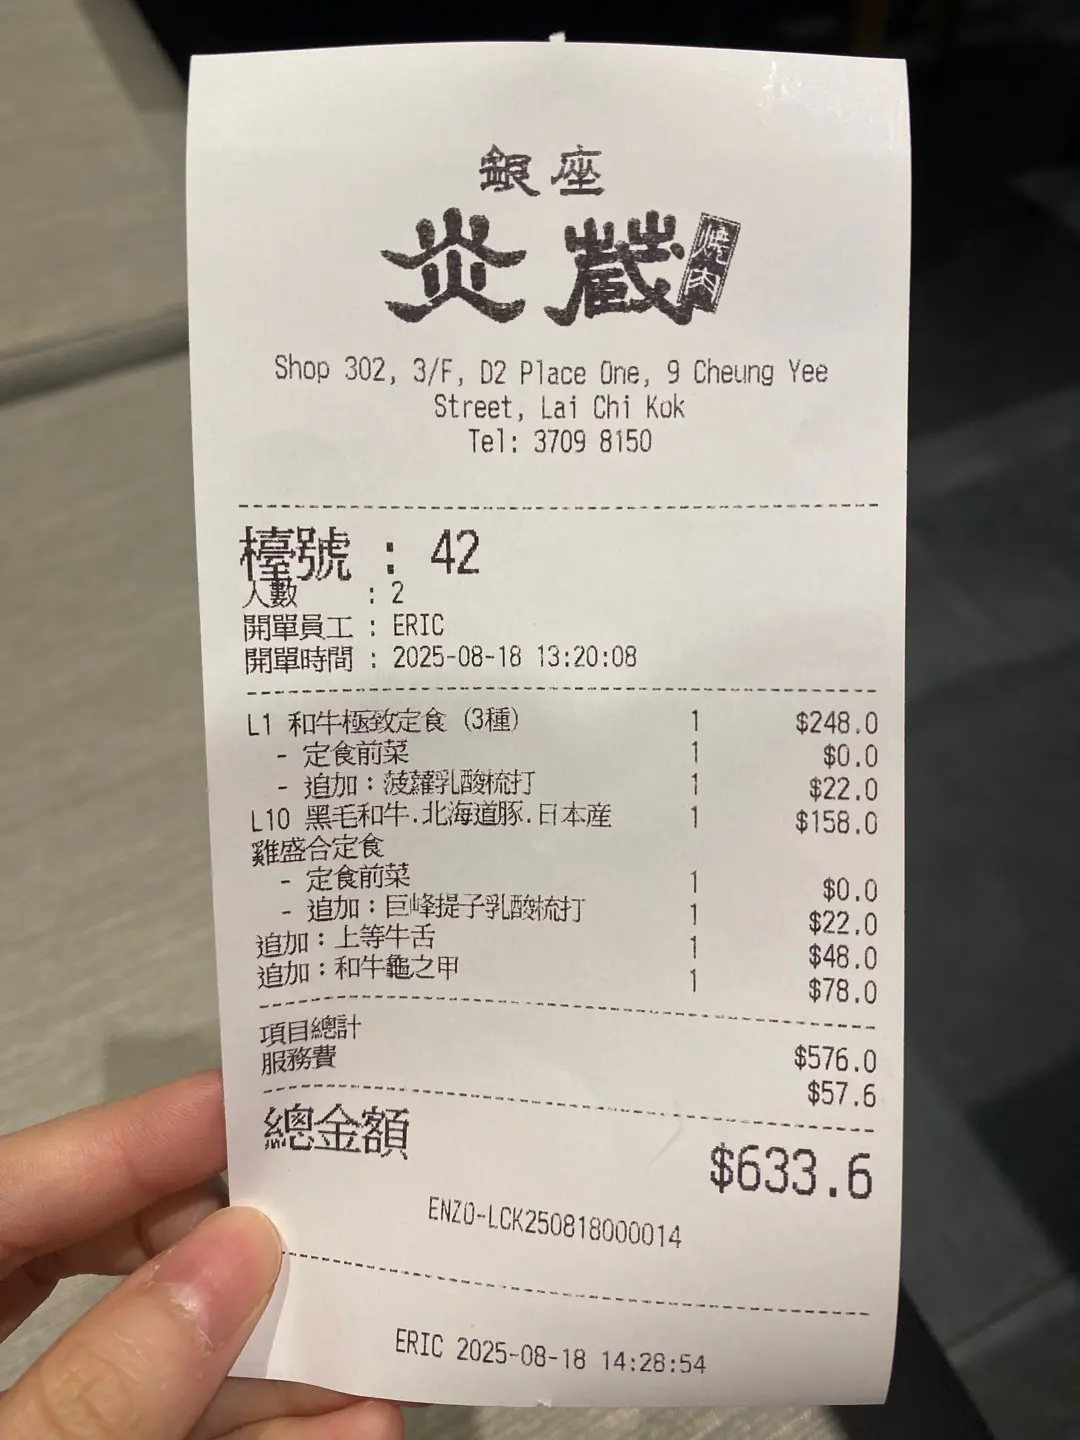 銀座
炎蔵
焼肉
Shop 302, 3/F, D2 Place One, 9 Cheung Yee
Street, Lai Chi Kok
Tel: 3709 8150
檯號 : 42
人數 : 2
開單員工 : ERIC
開單時間 : 2025-08-18 13:20:08
L1 和牛極致定食 (3種) 1 $248.0
- 定食前菜 1 $0.0
- 追加：菠蘿乳酸梳打 1 $22.0
L10 黑毛和牛.北海道豚.日本産 1 $158.0
雞盛合定食
- 定食前菜 1 $0.0
- 追加：巨峰提子乳酸梳打 1 $22.0
追加：上等牛舌 1 $48.0
追加：和牛龜之甲 1 $78.0
項目總計 $576.0
服務費 $57.6
總金額 $633.6
ENZO-LCK250818000014
ERIC 2025-08-18 14:28:54